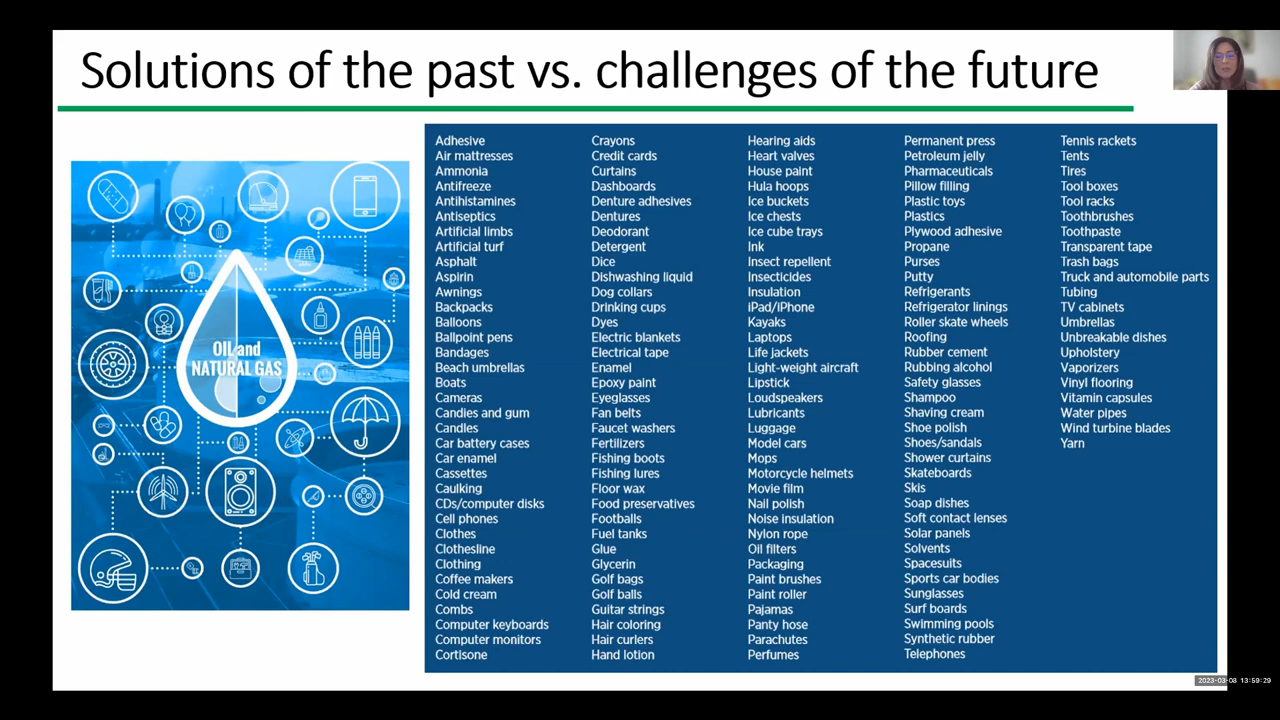 Solutions of the past vs. challenges of the future
OIL and
NATURAL GAS
Adhesive
Air mattresses
Ammonia
Antifreeze
Antihistamines
Antiseptics
Artificial limbs
Artificial turf
Asphalt
Aspirin
Awnings
Backpacks
Balloons
Ballpoint pens
Bandages
Beach umbrellas
Boats
Cameras
Candies and gum
Candles
Car battery cases
Car enamel
Cassettes
Caulking
CDs/computer disks
Cell phones
Clothes
Clothesline
Clothing
Coffee makers
Cold cream
Combs
Computer keyboards
Computer monitors
Cortisone
Crayons
Credit cards
Curtains
Dashboards
Denture adhesives
Dentures
Deodorant
Detergent
Dice
Dishwashing liquid
Dog collars
Drinking cups
Dyes
Electric blankets
Electrical tape
Enamel
Epoxy paint
Eyeglasses
Fan belts
Faucet washers
Fertilizers
Fishing boots
Fishing lures
Floor wax
Food preservatives
Footballs
Fuel tanks
Glue
Glycerin
Golf bags
Golf balls
Guitar strings
Hair coloring
Hair curlers
Hand lotion
Hearing aids
Heart valves
House paint
Hula hoops
Ice buckets
Ice chests
Ice cube trays
Ink
Insect repellent
Insecticides
Insulation
iPad/iPhone
Kayaks
Laptops
Life jackets
Light-weight aircraft
Lipstick
Loudspeakers
Lubricants
Luggage
Model cars
Mops
Motorcycle helmets
Movie film
Nail polish
Noise insulation
Nylon rope
Oil filters
Packaging
Paint brushes
Paint roller
Pajamas
Panty hose
Parachutes
Perfumes
Permanent press
Petroleum jelly
Pharmaceuticals
Pillow filling
Plastic toys
Plastics
Plywood adhesive
Propane
Purses
Putty
Refrigerants
Refrigerator linings
Roller skate wheels
Roofing
Rubber cement
Rubbing alcohol
Safety glasses
Shampoo
Shaving cream
Shoe polish
Shoes/sandals
Shower curtains
Skateboards
Skis
Soap dishes
Soft contact lenses
Solar panels
Solvents
Spacesuits
Sports car bodies
Sunglasses
Surf boards
Swimming pools
Synthetic rubber
Telephones
Tennis rackets
Tents
Tires
Tool boxes
Tool racks
Toothbrushes
Toothpaste
Transparent tape
Trash bags
Truck and automobile parts
Tubing
TV cabinets
Umbrellas
Unbreakable dishes
Upholstery
Vaporizers
Vinyl flooring
Vitamin capsules
Water pipes
Wind turbine blades
Yarn
2023-03-08 13:59:29